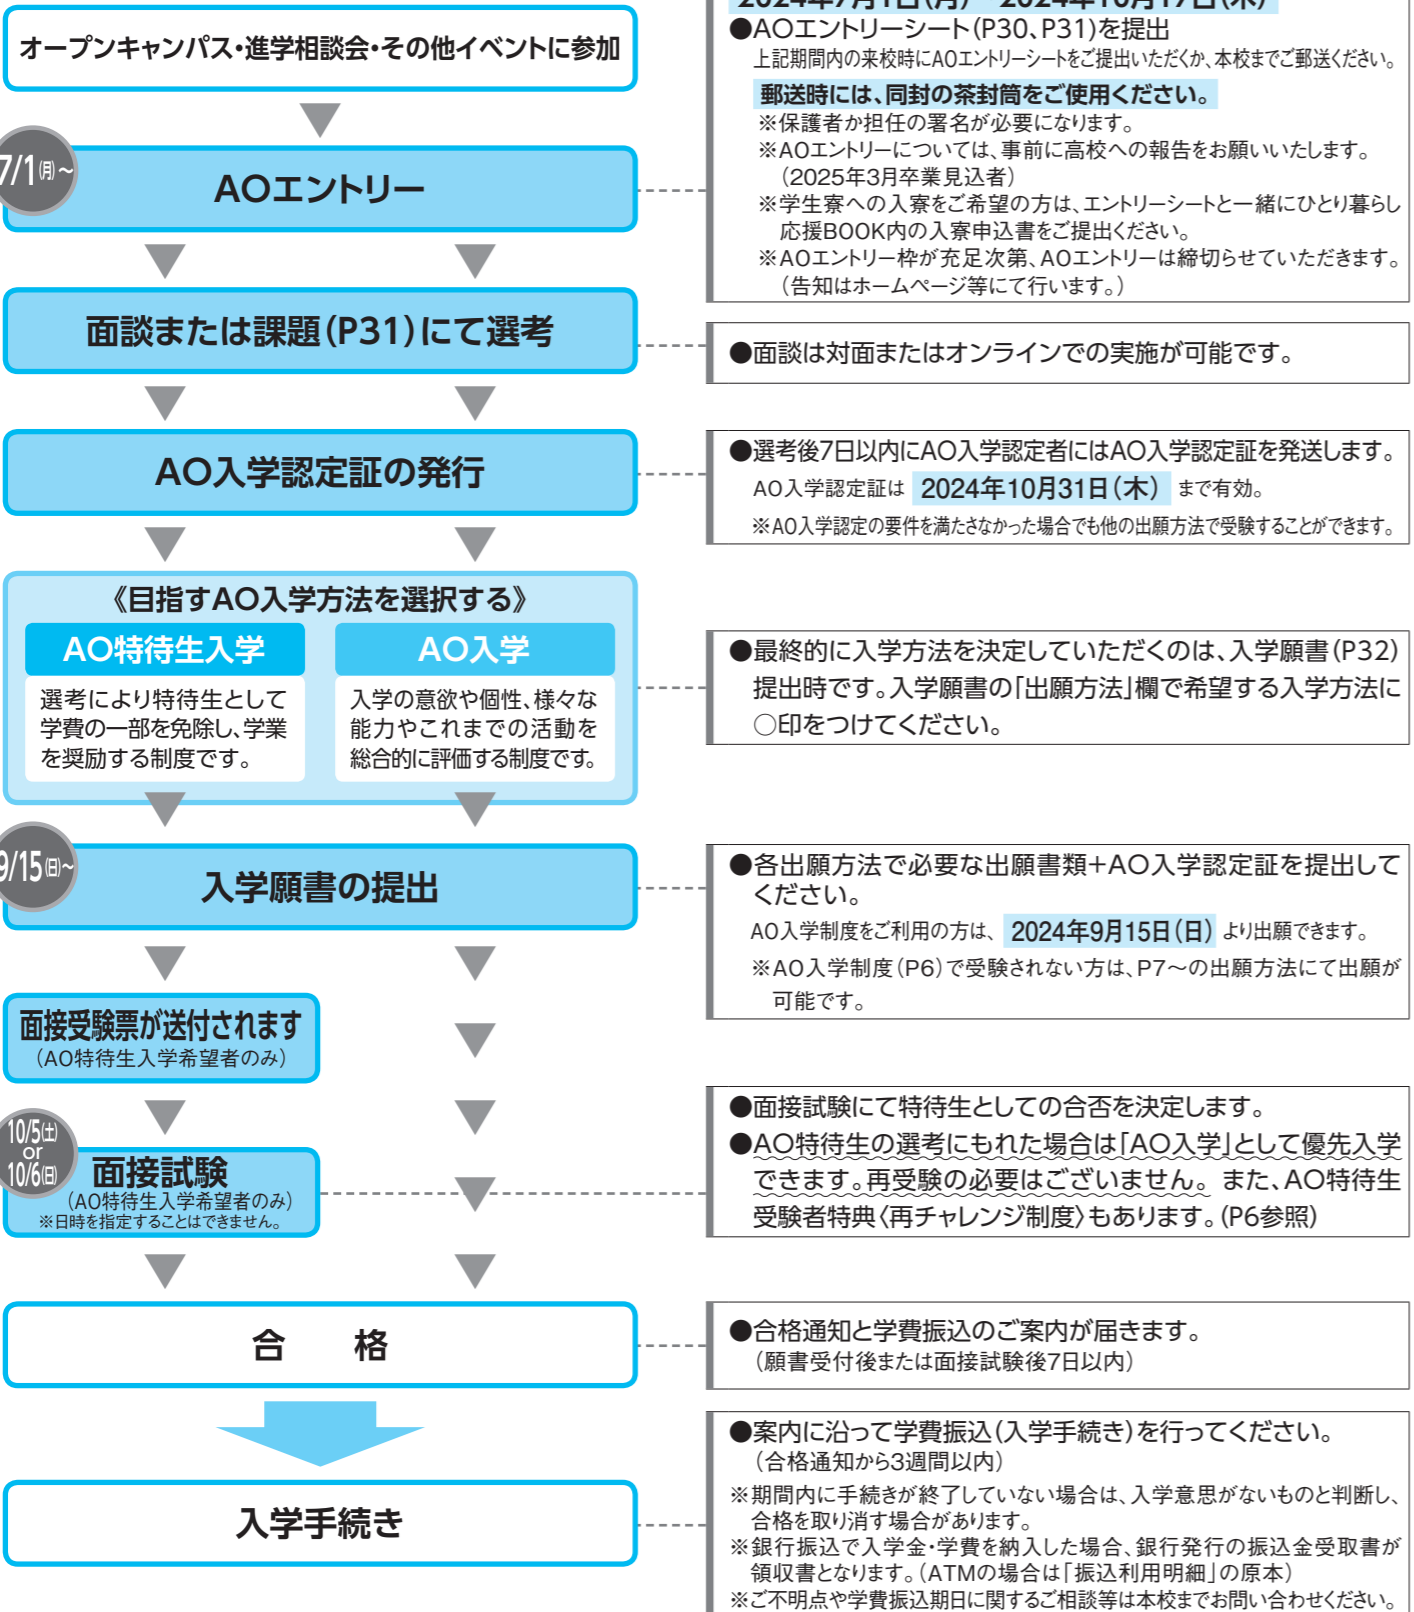 オープンキャンパス・進学相談会・その他イベントに参加
7/1(月)～
AOエントリー
面談または課題(P31)にて選考
AO入学認定証の発行
《目指すAO入学方法を選択する》
AO特待生入学
選考により特待生として
学費の一部を免除し、学業
を奨励する制度です。
AO入学
入学の意欲や個性、様々な
能力やこれまでの活動を
総合的に評価する制度です。
9/15(日)～
入学願書の提出
面接受験票が送付されます
(AO特待生入学希望者のみ)
10/5(土)
or
10/6(日)
面接試験
(AO特待生入学希望者のみ)
※日時を指定することはできません。
合　格
入学手続き
●AOエントリーシート(P30、P31)を提出
上記期間内の来校時にAOエントリーシートをご提出いただくか、本校までご郵送ください。
郵送時には、同封の茶封筒をご使用ください。
※保護者か担任の署名が必要になります。
※AOエントリーについては、事前に高校への報告をお願いいたします。
(2025年3月卒業見込者)
※学生寮への入寮をご希望の方は、エントリーシートと一緒にひとり暮らし
応援BOOK内の入寮申込書をご提出ください。
※AOエントリー枠が充足次第、AOエントリーは締切らせていただきます。
(告知はホームページ等にて行います。)
●面談は対面またはオンラインでの実施が可能です。
●選考後7日以内にAO入学認定者にはAO入学認定証を発送します。
AO入学認定証は 2024年10月31日(木) まで有効。
※AO入学認定の要件を満たさなかった場合でも他の出願方法で受験することができます。
●最終的に入学方法を決定していただくのは、入学願書(P32)
提出時です。入学願書の「出願方法」欄で希望する入学方法に
○印をつけてください。
●各出願方法で必要な出願書類+AO入学認定証を提出して
ください。
AO入学制度をご利用の方は、 2024年9月15日(日) より出願できます。
※AO入学制度(P6)で受験されない方は、P7～の出願方法にて出願が
可能です。
●面接試験にて特待生としての合否を決定します。
●AO特待生の選考にもれた場合は「AO入学」として優先入学
できます。再受験の必要はございません。また、AO特待生
受験者特典〈再チャレンジ制度〉もあります。(P6参照)
●合格通知と学費振込のご案内が届きます。
(願書受付後または面接試験後7日以内)
●案内に沿って学費振込(入学手続き)を行ってください。
(合格通知から3週間以内)
※期間内に手続きが終了していない場合は、入学意思がないものと判断し、
合格を取り消す場合があります。
※銀行振込で入学金・学費を納入した場合、銀行発行の振込金受取書が
領収書となります。(ATMの場合は「振込利用明細」の原本)
※ご不明点や学費振込期日に関するご相談等は本校までお問い合わせください。